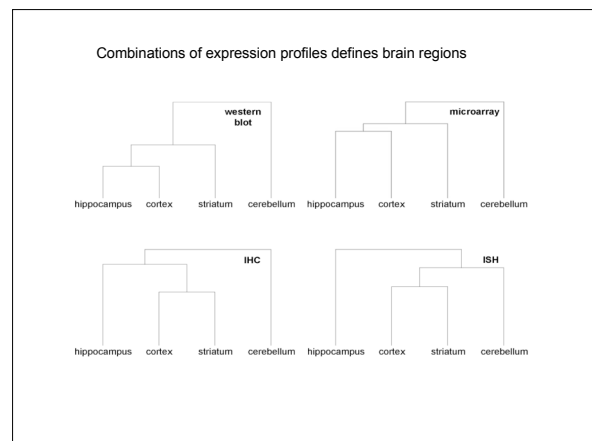 Combinations of expression profiles defines brain regions
western
blot
hippocampus cortex striatum cerebellum
microarray
hippocampus cortex striatum cerebellum
IHC
hippocampus cortex striatum cerebellum
ISH
hippocampus cortex striatum cerebellum